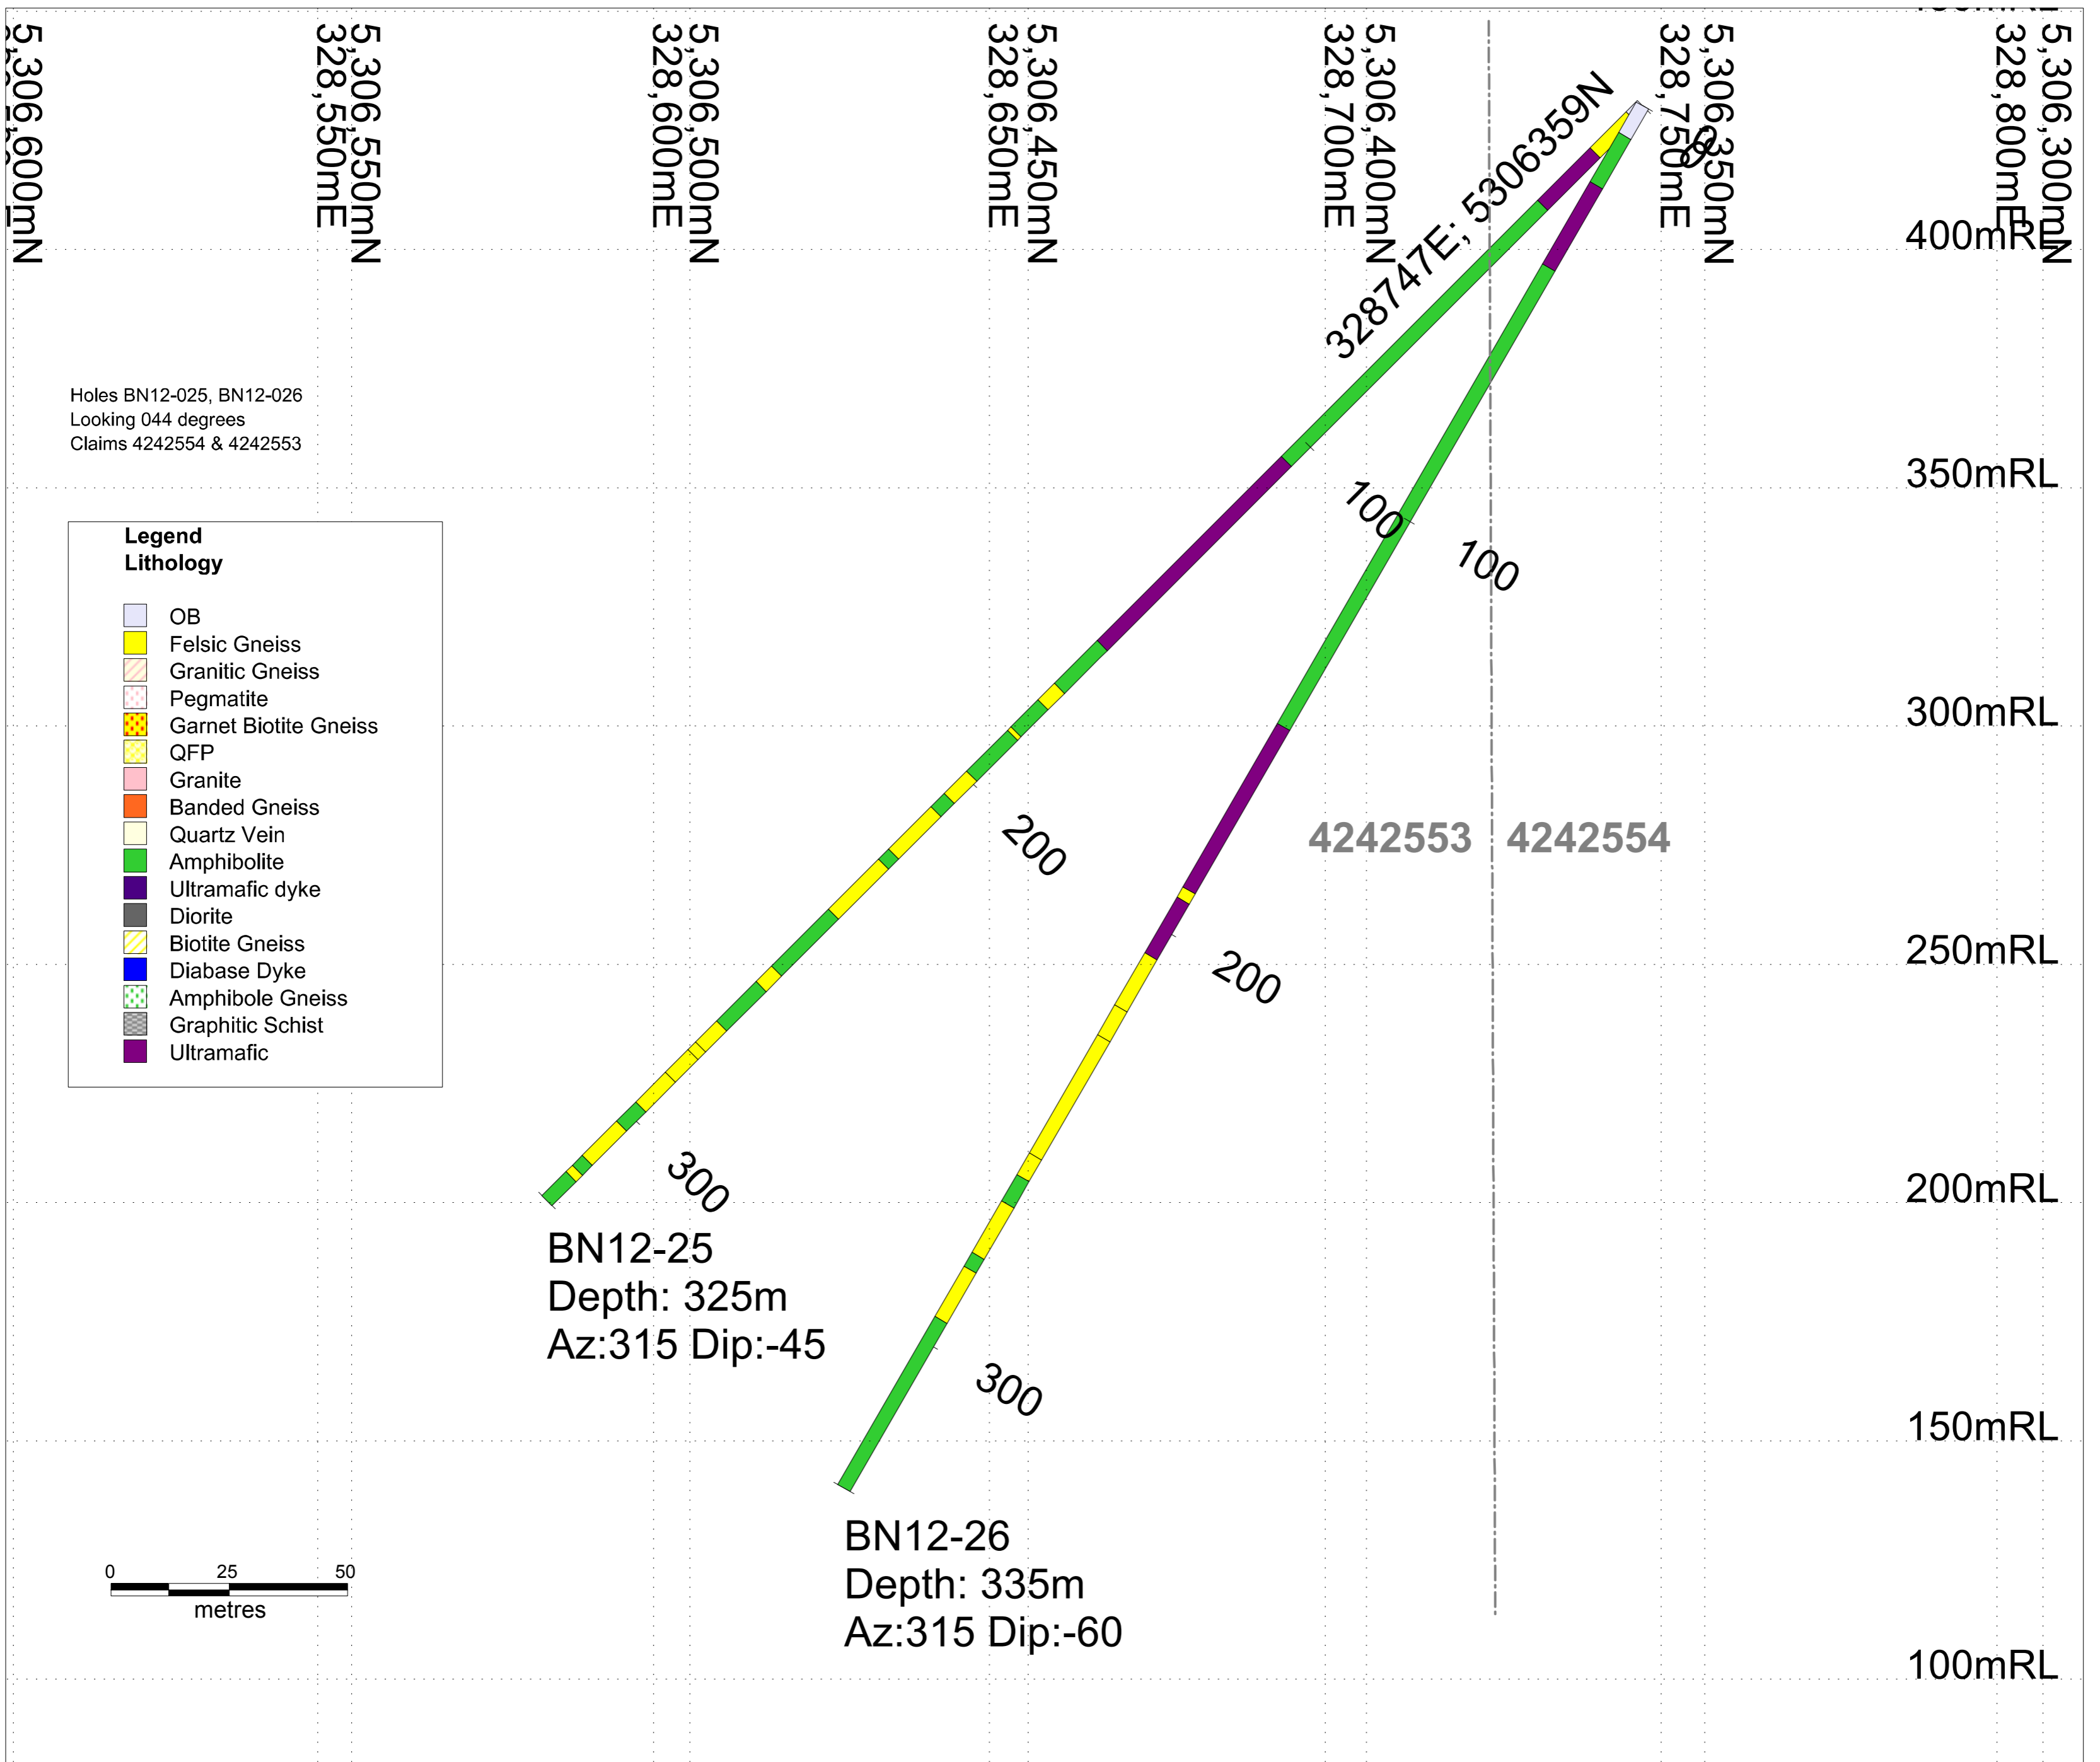 5,306,600mN
328,550mE
5,306,550mN
328,600mE
5,306,500mN
328,650mE
5,306,450mN
328,700mE
5,306,400mN
328,750mE
5,306,350mN
328,800mE
5,306,300mN
328747E; 5306359N
0
400mRL
350mRL
300mRL
250mRL
200mRL
150mRL
100mRL
Holes BN12-025, BN12-026
Looking 044 degrees
Claims 4242554 & 4242553
Legend
Lithology
OB
Felsic Gneiss
Granitic Gneiss
Pegmatite
Garnet Biotite Gneiss
QFP
Granite
Banded Gneiss
Quartz Vein
Amphibolite
Ultramafic dyke
Diorite
Biotite Gneiss
Diabase Dyke
Amphibole Gneiss
Graphitic Schist
Ultramafic
100
100
200
200
300
300
4242553
4242554
BN12-25
Depth: 325m
Az:315 Dip:-45
BN12-26
Depth: 335m
Az:315 Dip:-60
0 25 50
metres